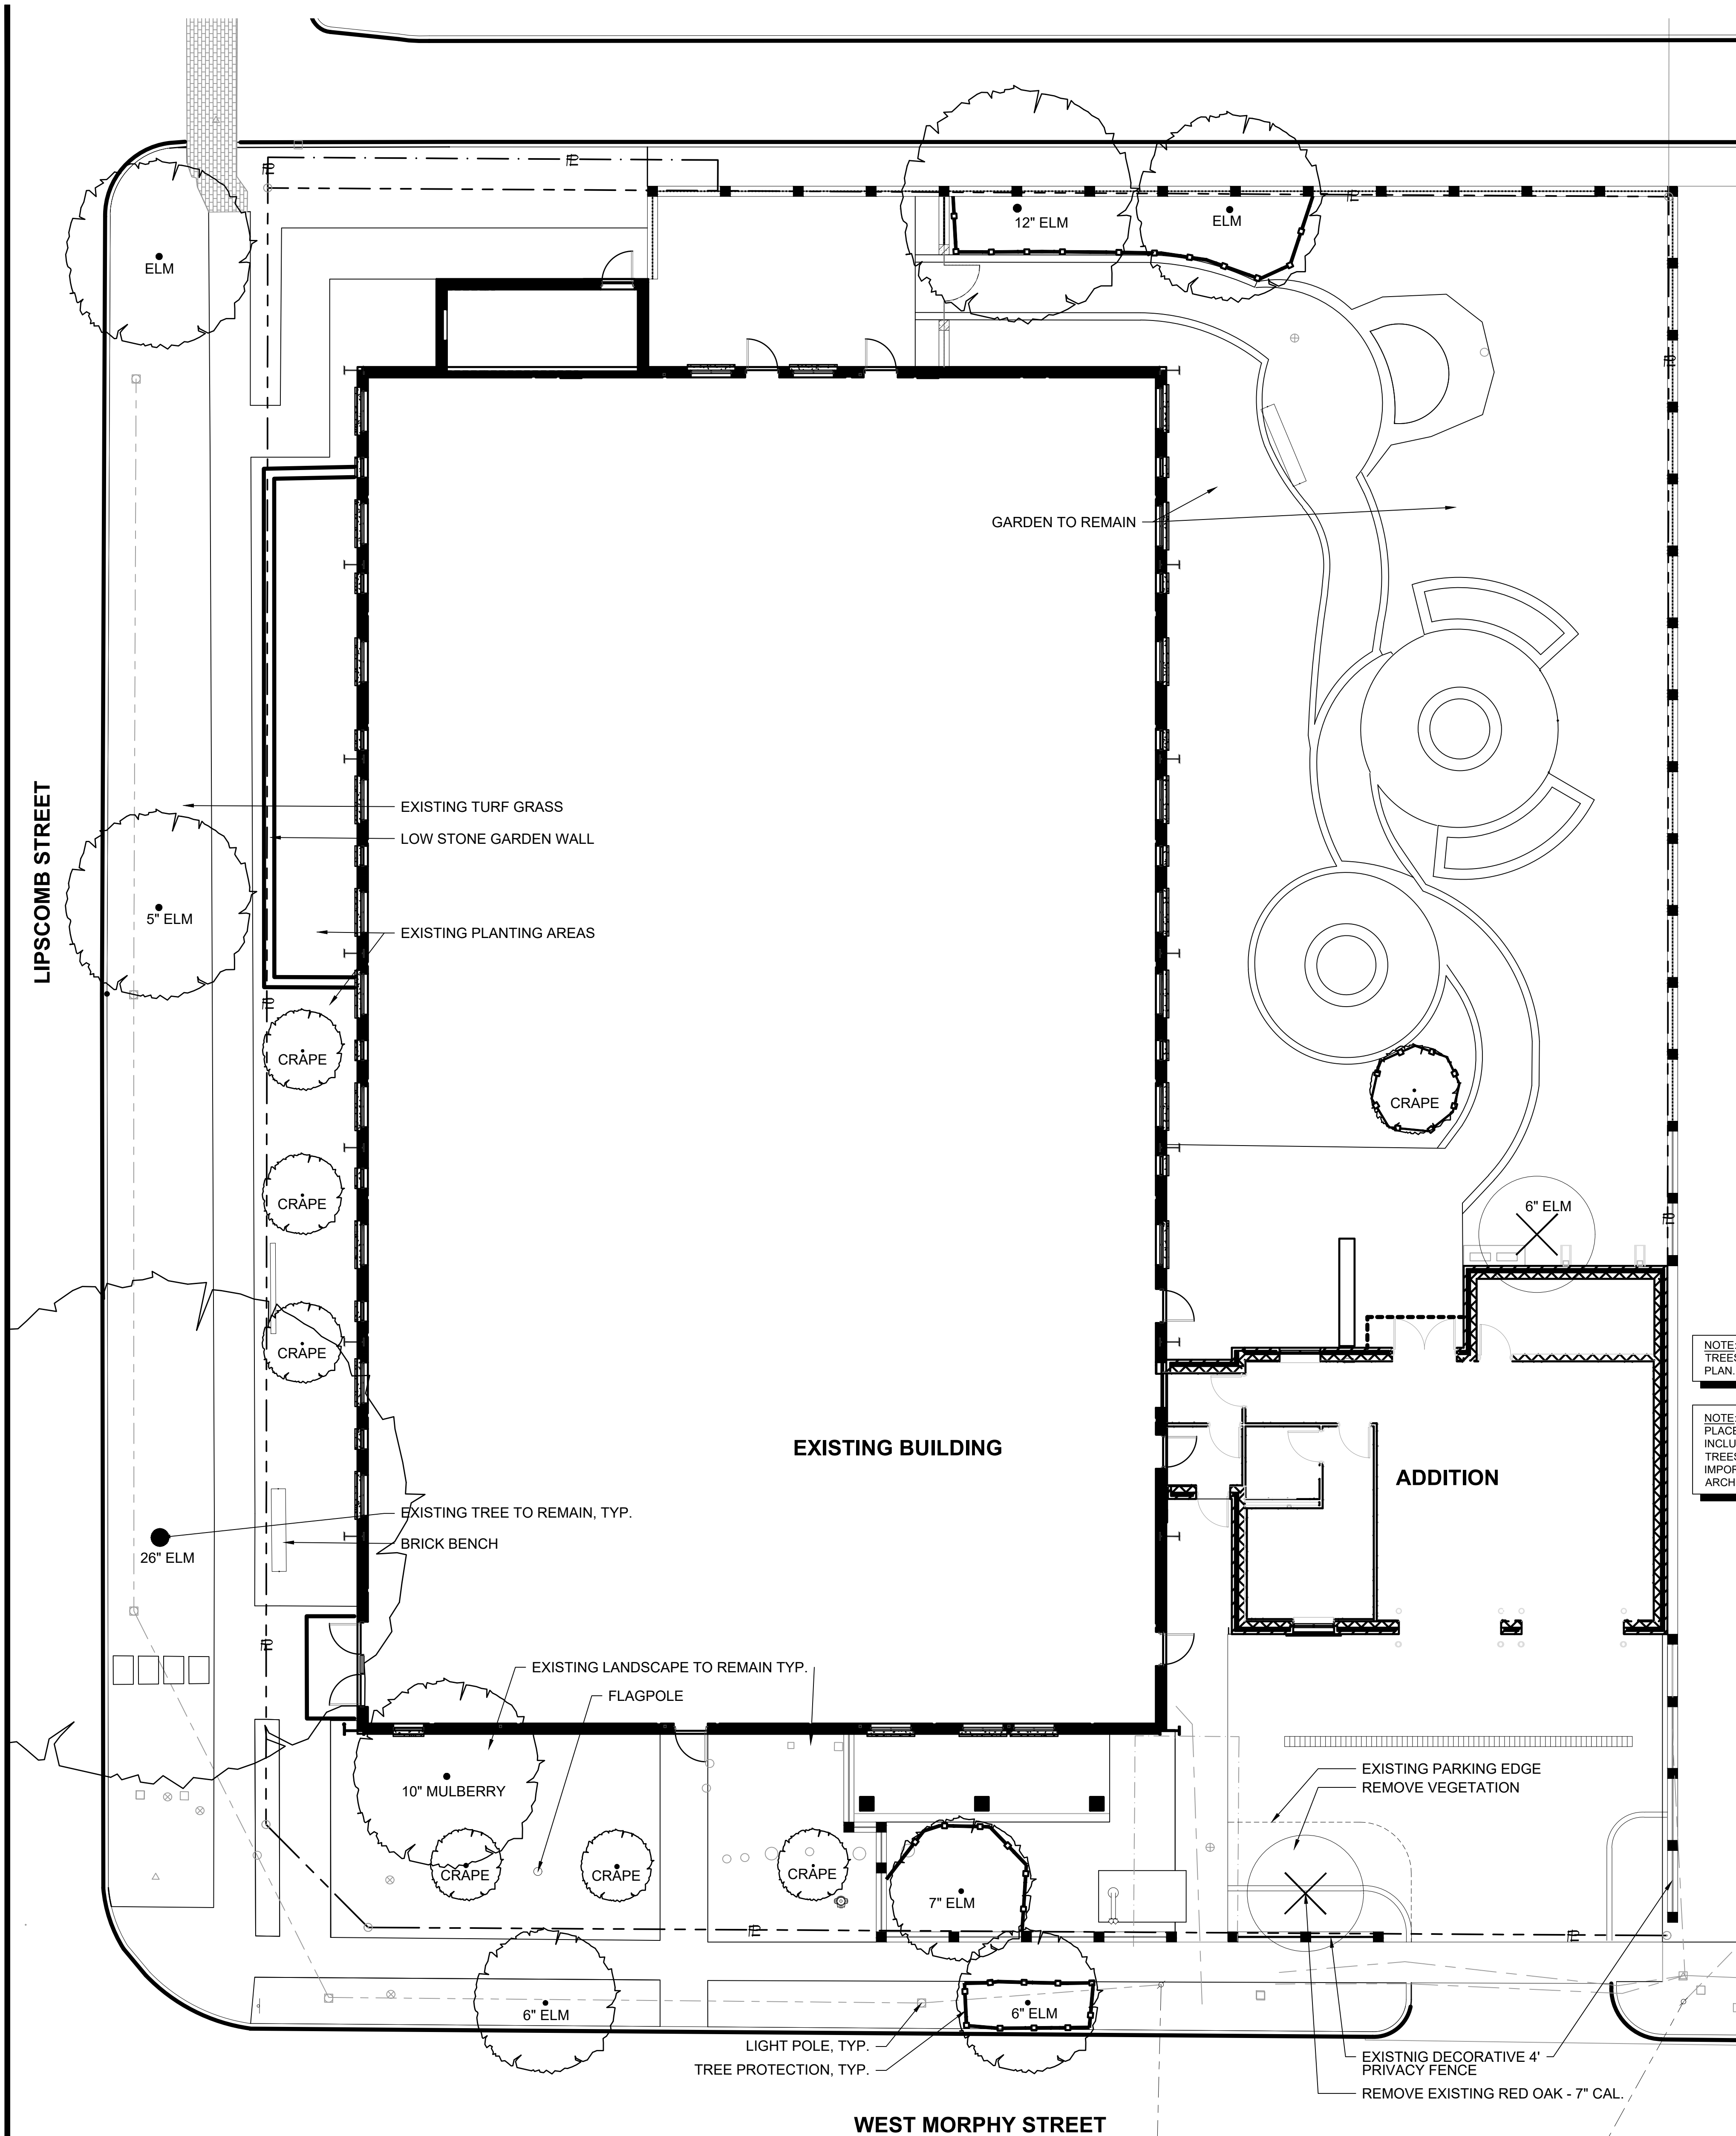 12" ELM
ELM
ELM
GARDEN TO REMAIN
LIPSCOMB STREET
EXISTING TURF GRASS
LOW STONE GARDEN WALL
5" ELM
EXISTING PLANTING AREAS
CRAPE
CRAPE
CRAPE
6" ELM
CRAPE
NOTE:
TREES
PLAN.
NOTE:
EXISTING BUILDING
ADDITION
EXISTING TREE TO REMAIN, TYP.
26" ELM
BRICK BENCH
EXISTING LANDSCAPE TO REMAIN TYP.
FLAGPOLE
10" MULBERRY
EXISTING PARKING EDGE
REMOVE VEGETATION
CRAPE
CRAPE
CRAPE
7" ELM
6" ELM
6" ELM
LIGHT POLE, TYP.
TREE PROTECTION, TYP.
EXISTNIG DECORATIVE 4'
PRIVACY FENCE
REMOVE EXISTING RED OAK - 7" CAL.
WEST MORPHY STREET